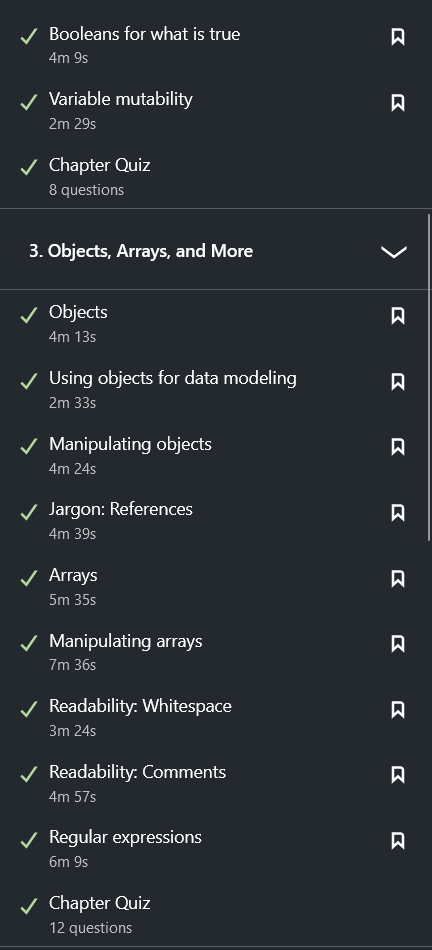 Booleans for what is true
4m 9s
Variable mutability
2m 29s
Chapter Quiz
8 questions
3. Objects, Arrays, and More
Objects
4m 13s
Using objects for data modeling
2m 33s
Manipulating objects
4m 24s
Jargon: References
4m 39s
Arrays
5m 35s
Manipulating arrays
7m 36s
Readability: Whitespace
3m 24s
Readability: Comments
4m 57s
Regular expressions
6m 9s
Chapter Quiz
12 questions